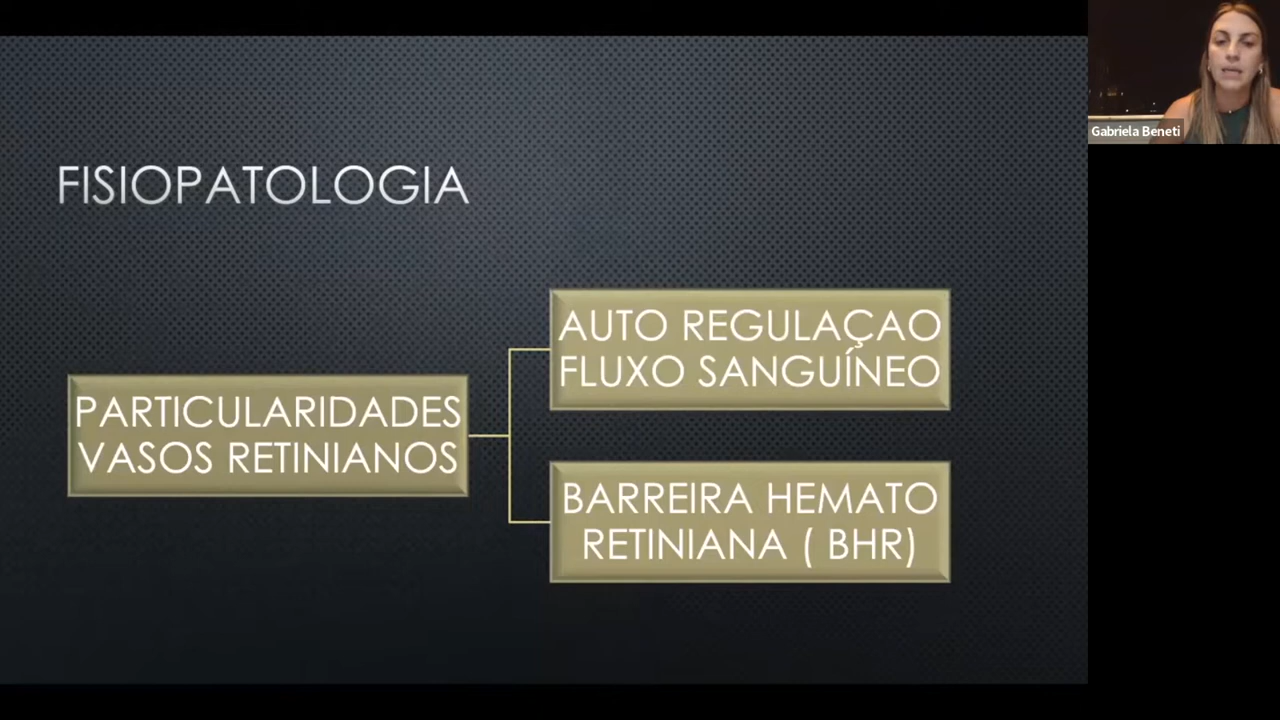 FISIOPATOLOGIA
PARTICULARIDADES
VASOS RETINIANOS
AUTO REGULAÇAO
FLUXO SANGUÍNEO
BARREIRA HEMATO
RETINIANA ( BHR)
Gabriela Beneti